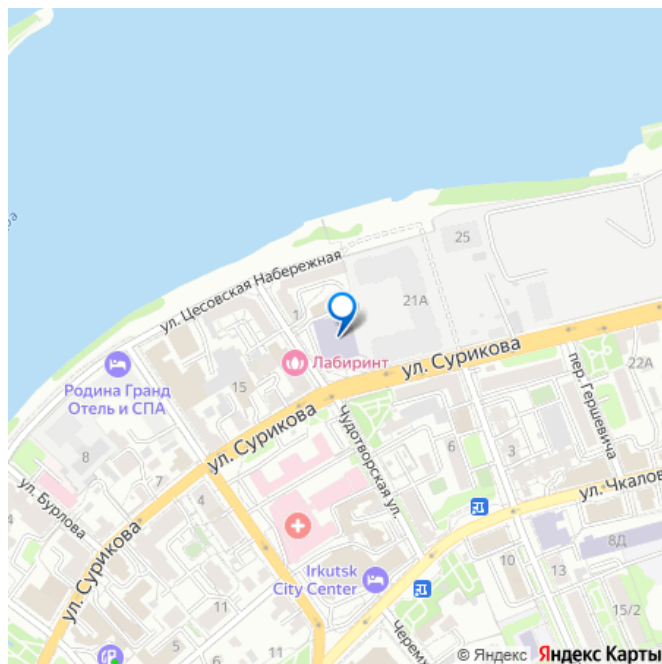 25
ул. Цесовская Набережная
21А
1
Лабиринт
ул. Сурикова
22А
пер. Гершевича
Родина Гранд
Отель и СПА
15
ул. Сурикова
Чудотворская ул.
6
3
8
7
4
ул. Бурлова
ул. Чкалов
8Д
Irkutsk
City Center
10
13
11
11
15/2
5
ул. Сурикова
Черемх
© Яндекс Яндекс Карты